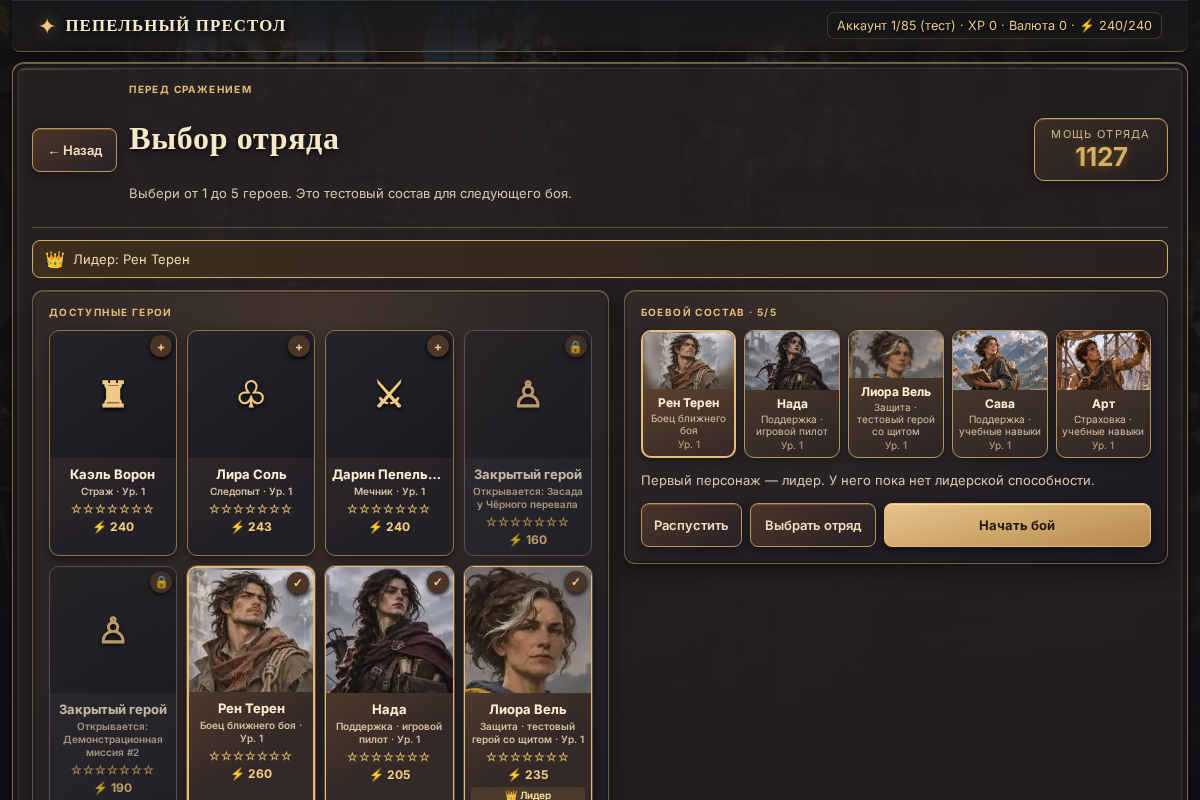 ПЕПЕЛЬНЫЙ ПРЕСТОЛ
Аккаунт 1/85 (тест) · XP 0 · Валюта 0 · ⚡ 240/240
ПЕРЕД СРАЖЕНИЕМ
← Назад
Выбор отряда
Выбери от 1 до 5 героев. Это тестовый состав для следующего боя.
МОЩЬ ОТРЯДА
1127
👑 Лидер: Рен Терен
ДОСТУПНЫЕ ГЕРОИ
+
Каэль Ворон
Страж · Ур. 1
☆☆☆☆☆☆☆
⚡ 240
+
Лира Соль
Следопыт · Ур. 1
☆☆☆☆☆☆☆
⚡ 243
+
Дарин Пепель...
Мечник · Ур. 1
☆☆☆☆☆☆☆
⚡ 240
Закрытый герой
Открывается: Засада
у Чёрного перевала
☆☆☆☆☆☆☆
⚡ 160
Закрытый герой
Открывается:
Демонстрационная
миссия #2
☆☆☆☆☆☆☆
⚡ 190
✓
Рен Терен
Боец ближнего боя ·
Ур. 1
☆☆☆☆☆☆☆
⚡ 260
✓
Нада
Поддержка · игровой
пилот · Ур. 1
☆☆☆☆☆☆☆
⚡ 205
✓
Лиора Вель
Защита · тестовый
герой со щитом · Ур. 1
☆☆☆☆☆☆☆
⚡ 235
👑 Лидер
БОЕВОЙ СОСТАВ · 5/5
Рен Терен
Боец ближнего
боя
Ур. 1
Нада
Поддержка ·
игровой пилот
Ур. 1
Лиора Вель
Защита ·
тестовый герой
со щитом
Ур. 1
Сава
Поддержка ·
учебные навыки
Ур. 1
Арт
Страховка ·
учебные навыки
Ур. 1
Первый персонаж — лидер. У него пока нет лидерской способности.
Распустить
Выбрать отряд
Начать бой